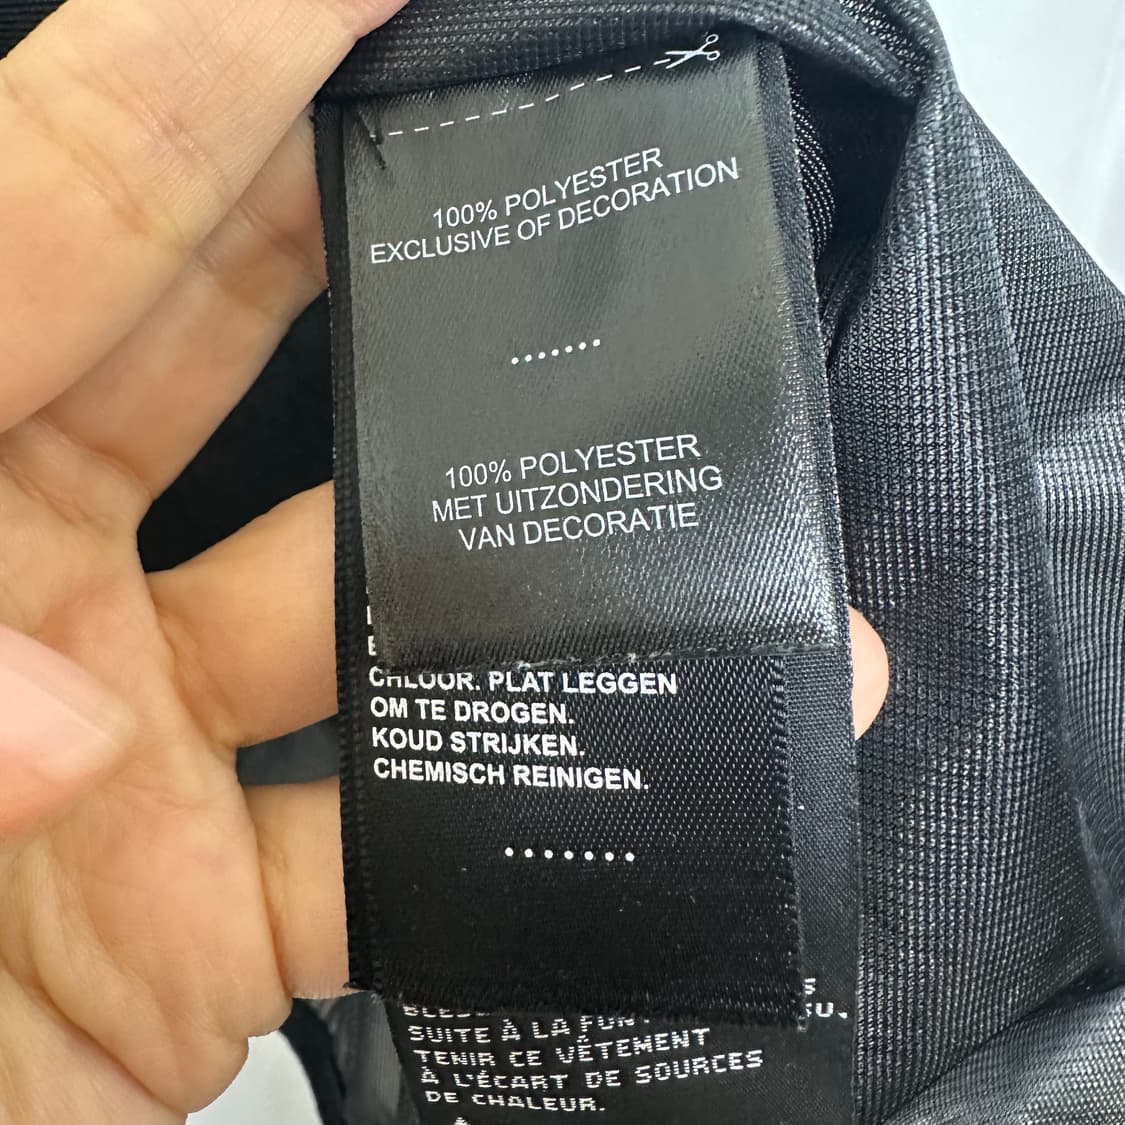 100% POLYESTER
EXCLUSIVE OF DECORATION
.......
100% POLYESTER
MET UITZONDERING
VAN DECORATIE
CHLOOR. PLAT LEGGEN
OM TE DROGEN.
KOUD STRIJKEN.
CHEMISCH REINIGEN.
.......
SUITE À LA
TENIR CE VÊTEMENT
À L'ÉCART DE SOURCES
DE CHALEUR.